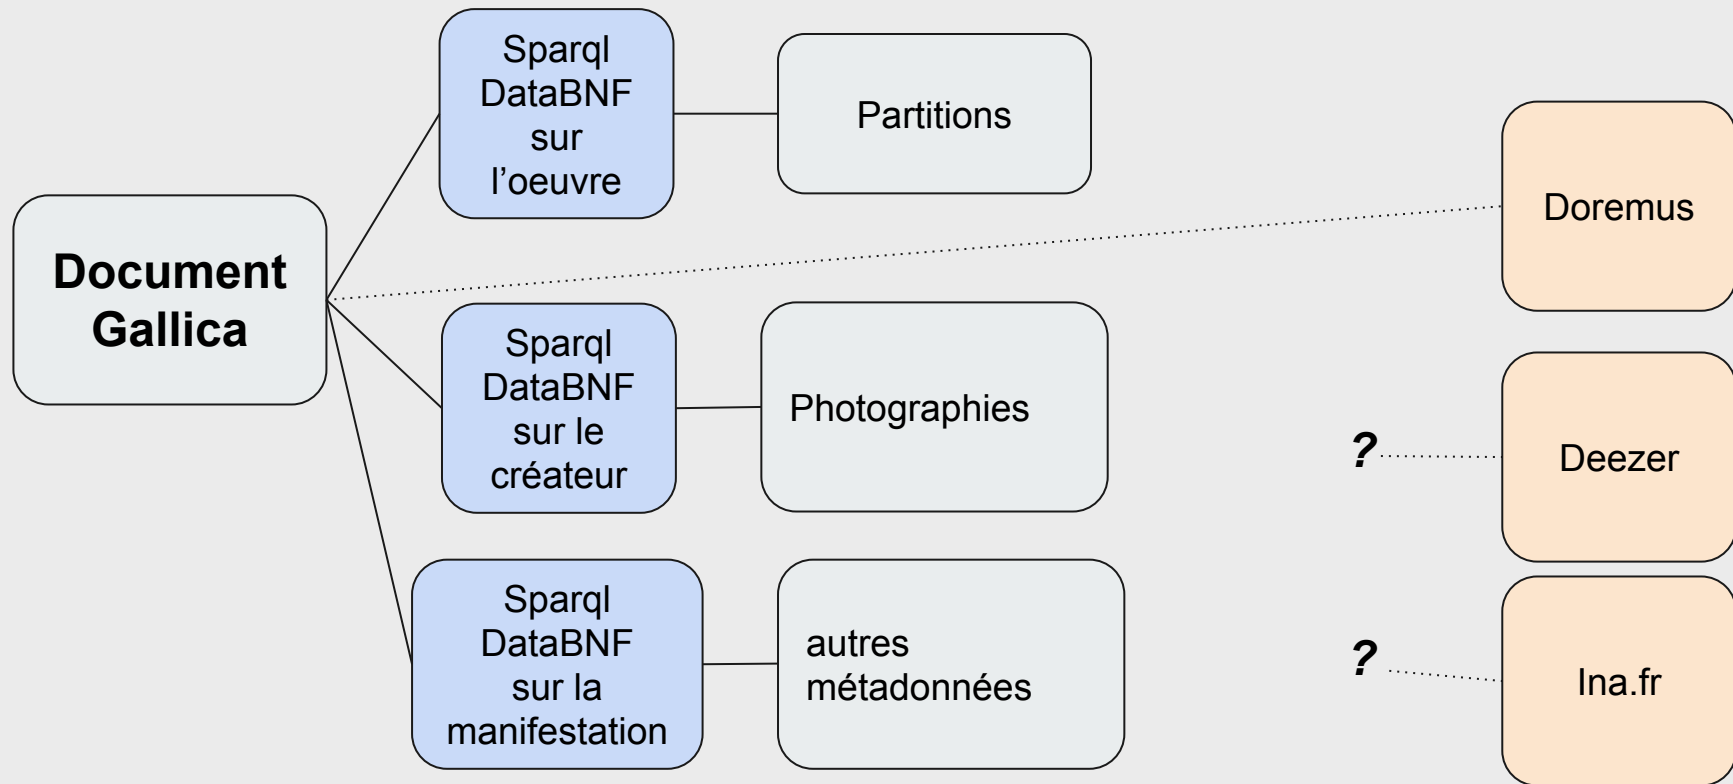 Document
Gallica
Sparql
DataBNF
sur
l'oeuvre
Partitions
Sparql
DataBNF
sur le
créateur
Photographies
Sparql
DataBNF
sur la
manifestation
autres
métadonnées
Doremus
?
Deezer
?
Ina.fr